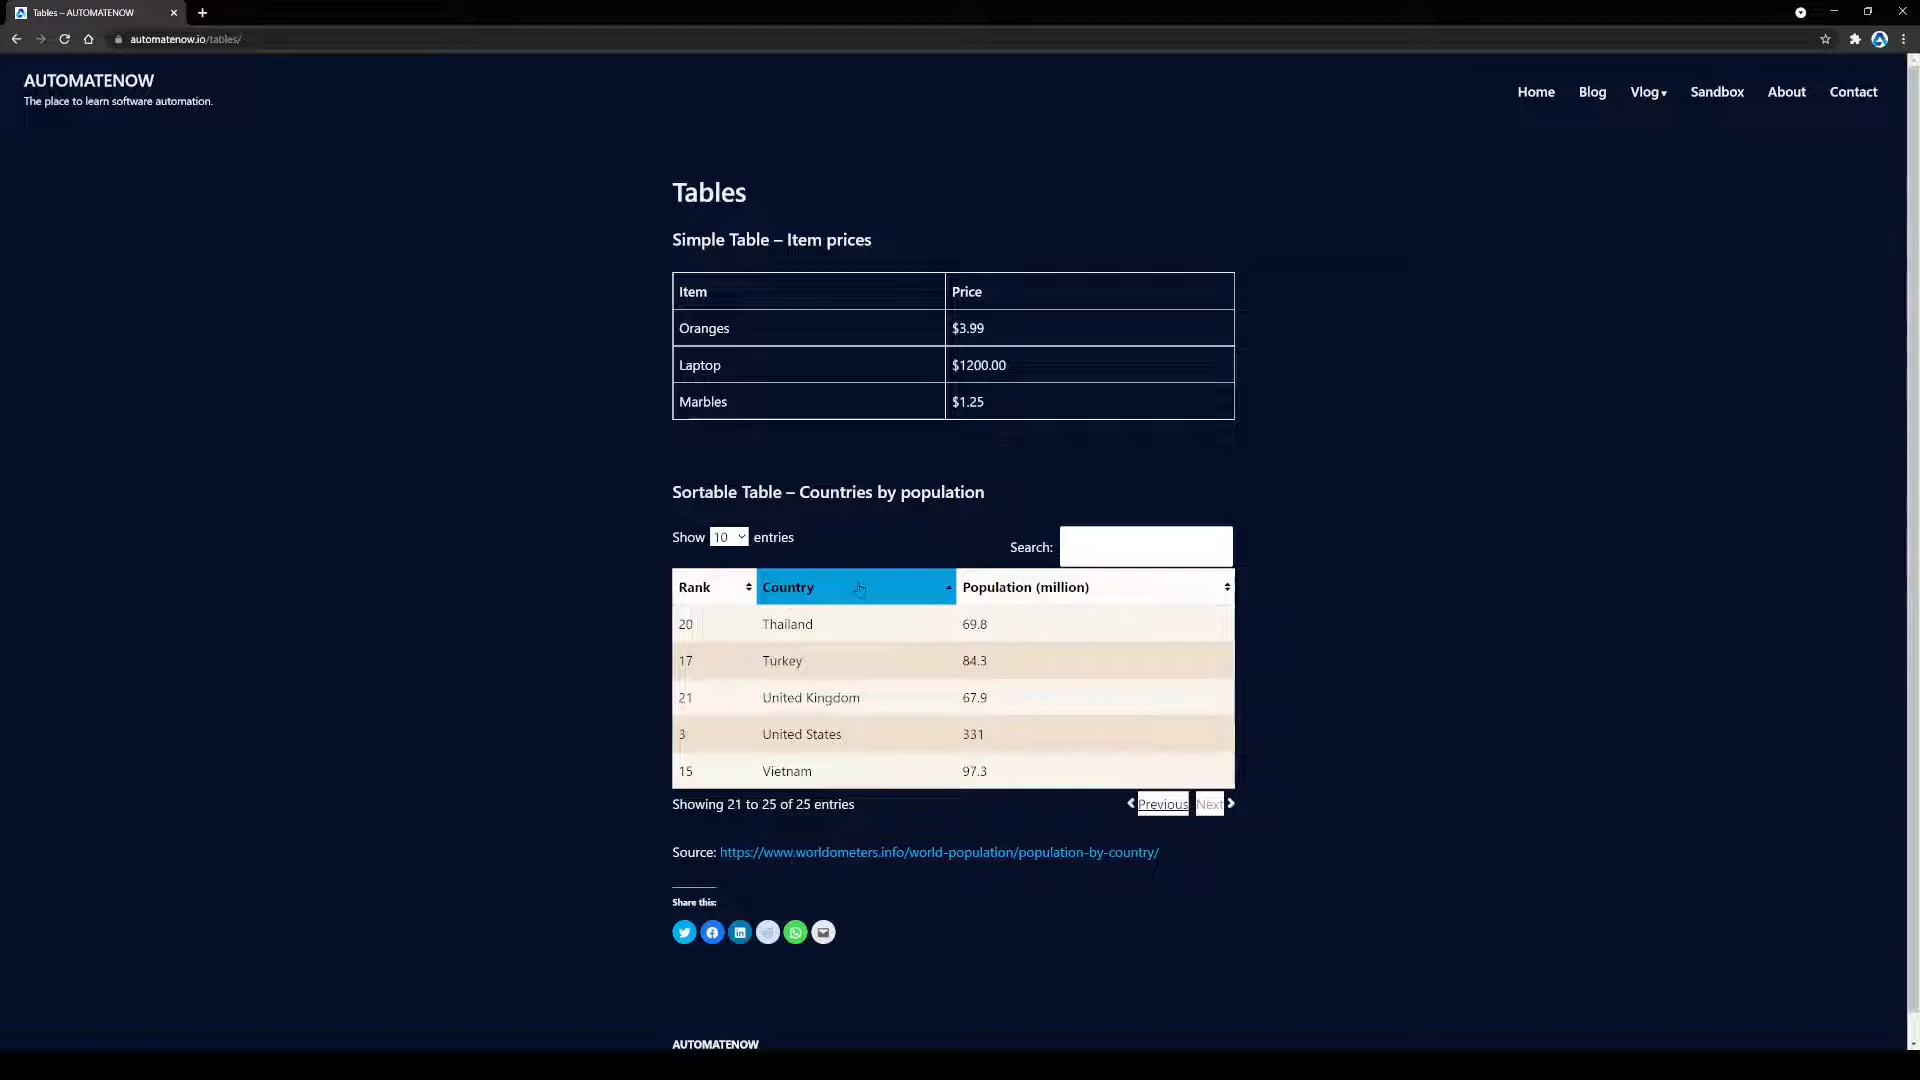 Tables – AUTOMATENOW
automatenow.io/tables/
AUTOMATENOW
The place to learn software automation.
Home Blog Vlog▾ Sandbox About Contact
Tables
Simple Table – Item prices
Item Price
Oranges $3.99
Laptop $1200.00
Marbles $1.25
Sortable Table – Countries by population
Show 10 entries
Search:
Rank Country Population (million)
20 Thailand 69.8
17 Turkey 84.3
21 United Kingdom 67.9
3 United States 331
15 Vietnam 97.3
Showing 21 to 25 of 25 entries
Previous Next
Source: https://www.worldometers.info/world-population/population-by-country/
Share this:
AUTOMATENOW